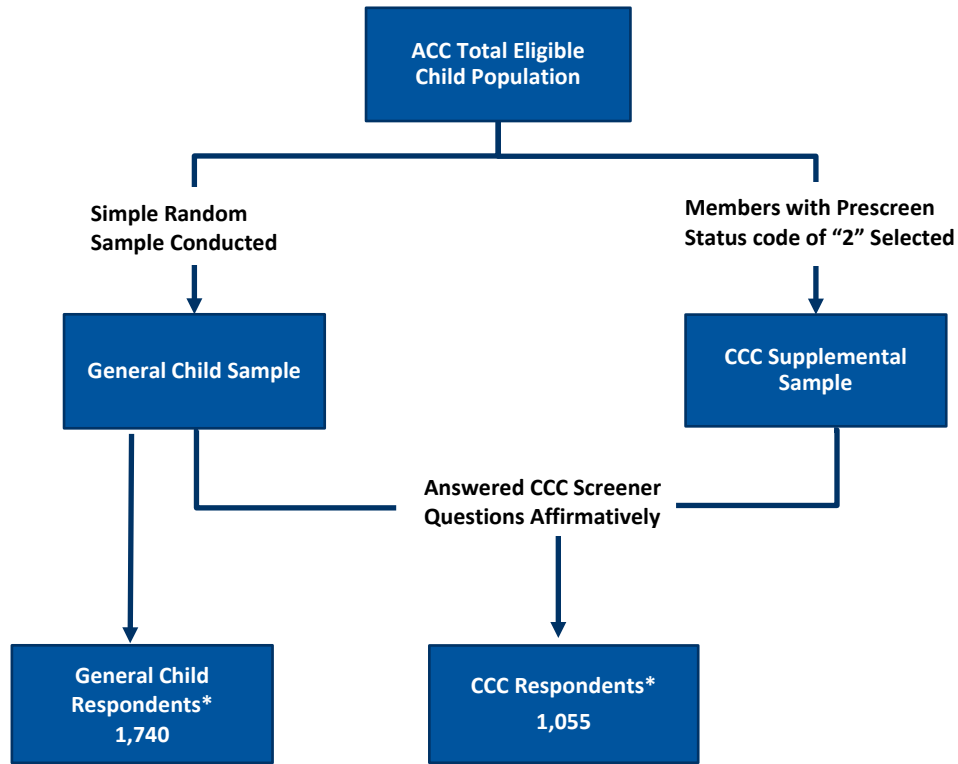 ACC Total Eligible
Child Population
Simple Random
Sample Conducted
Members with Prescreen
Status code of “2” Selected
General Child Sample
CCC Supplemental
Sample
Answered CCC Screener
Questions Affirmatively
General Child
Respondents*
1,740
CCC Respondents*
1,055